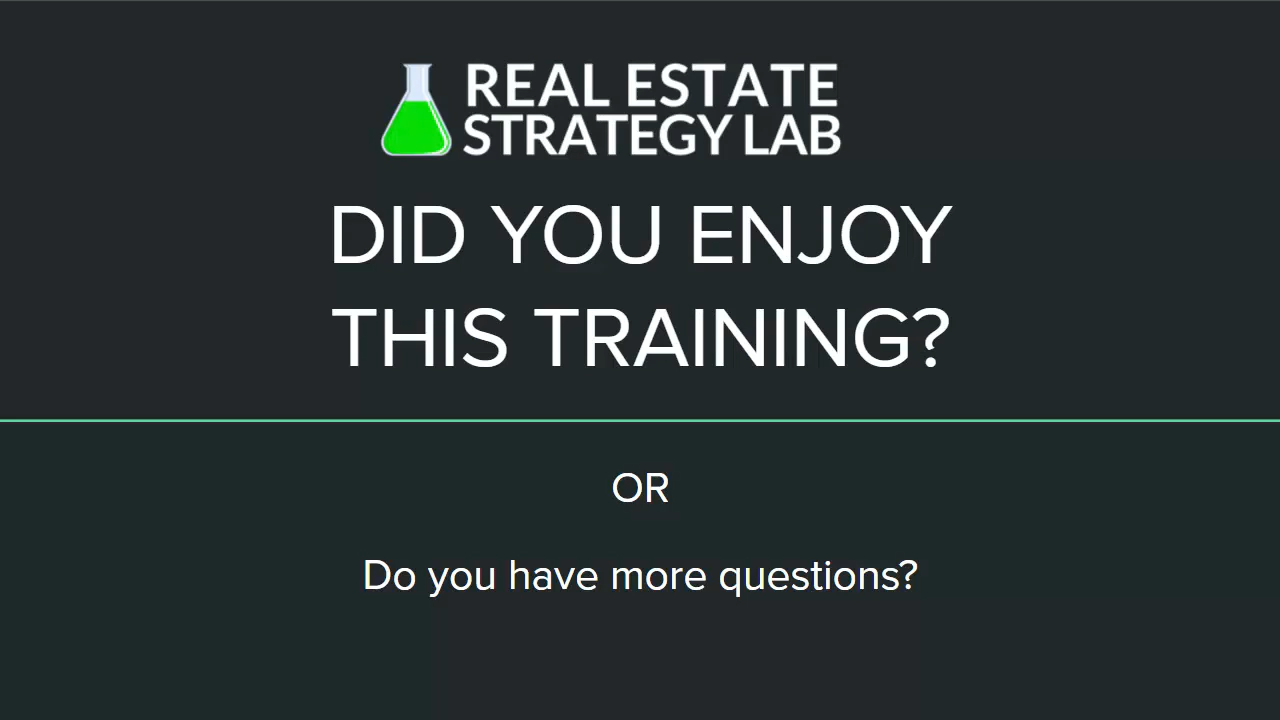 REAL ESTATE
STRATEGY LAB
DID YOU ENJOY
THIS TRAINING?
OR
Do you have more questions?